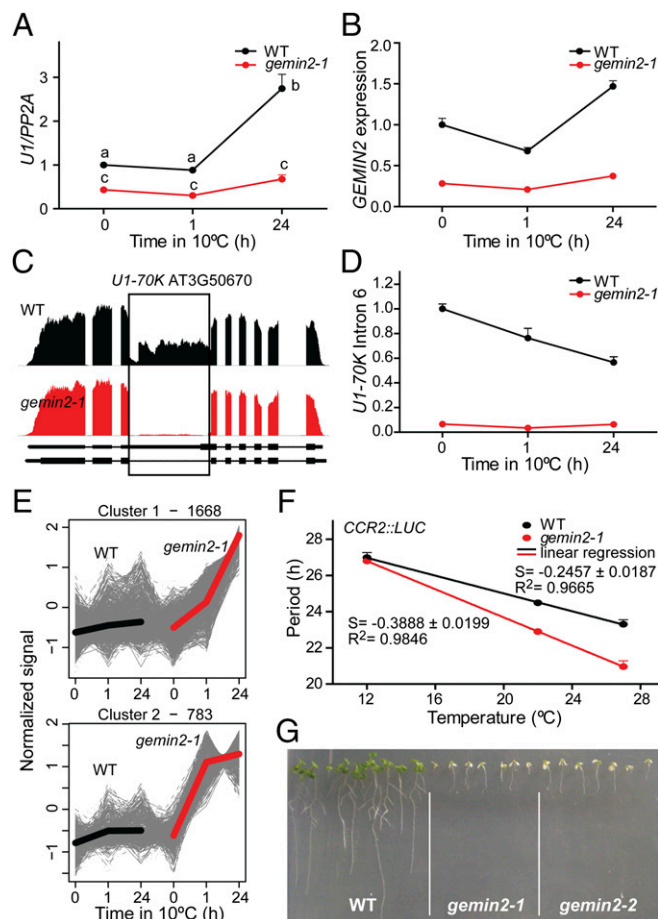 A
WT
gemin2-1
U1/PP2A
3
2
1
0
a
a
b
c
c
c
0
1
24
Time in 10ºC (h)
B
WT
gemin2-1
GEMIN2 expression
2.0
1.5
1.0
0.5
0.0
0
1
24
Time in 10ºC (h)
C
U1-70K AT3G50670
WT
gemin2-1
D
WT
gemin2-1
U1-70K Intron 6
1.2
1.0
0.8
0.6
0.4
0.2
0.0
0
1
24
Time in 10ºC (h)
E
Cluster 1 - 1668
WT
gemin2-1
2
1
0
-1
0 1 24 0 1 24
Cluster 2 - 783
WT
gemin2-1
2
1
0
-1
0 1 24 0 1 24
Normalized signal
Time in 10ºC (h)
F
CCR2::LUC
WT
gemin2-1
linear regression
S= -0.2457 ± 0.0187
R2= 0.9665
S= -0.3888 ± 0.0199
R2= 0.9846
Period (h)
28
26
24
22
20
12
16
20
24
28
Temperature (ºC)
G
WT
gemin2-1
gemin2-2